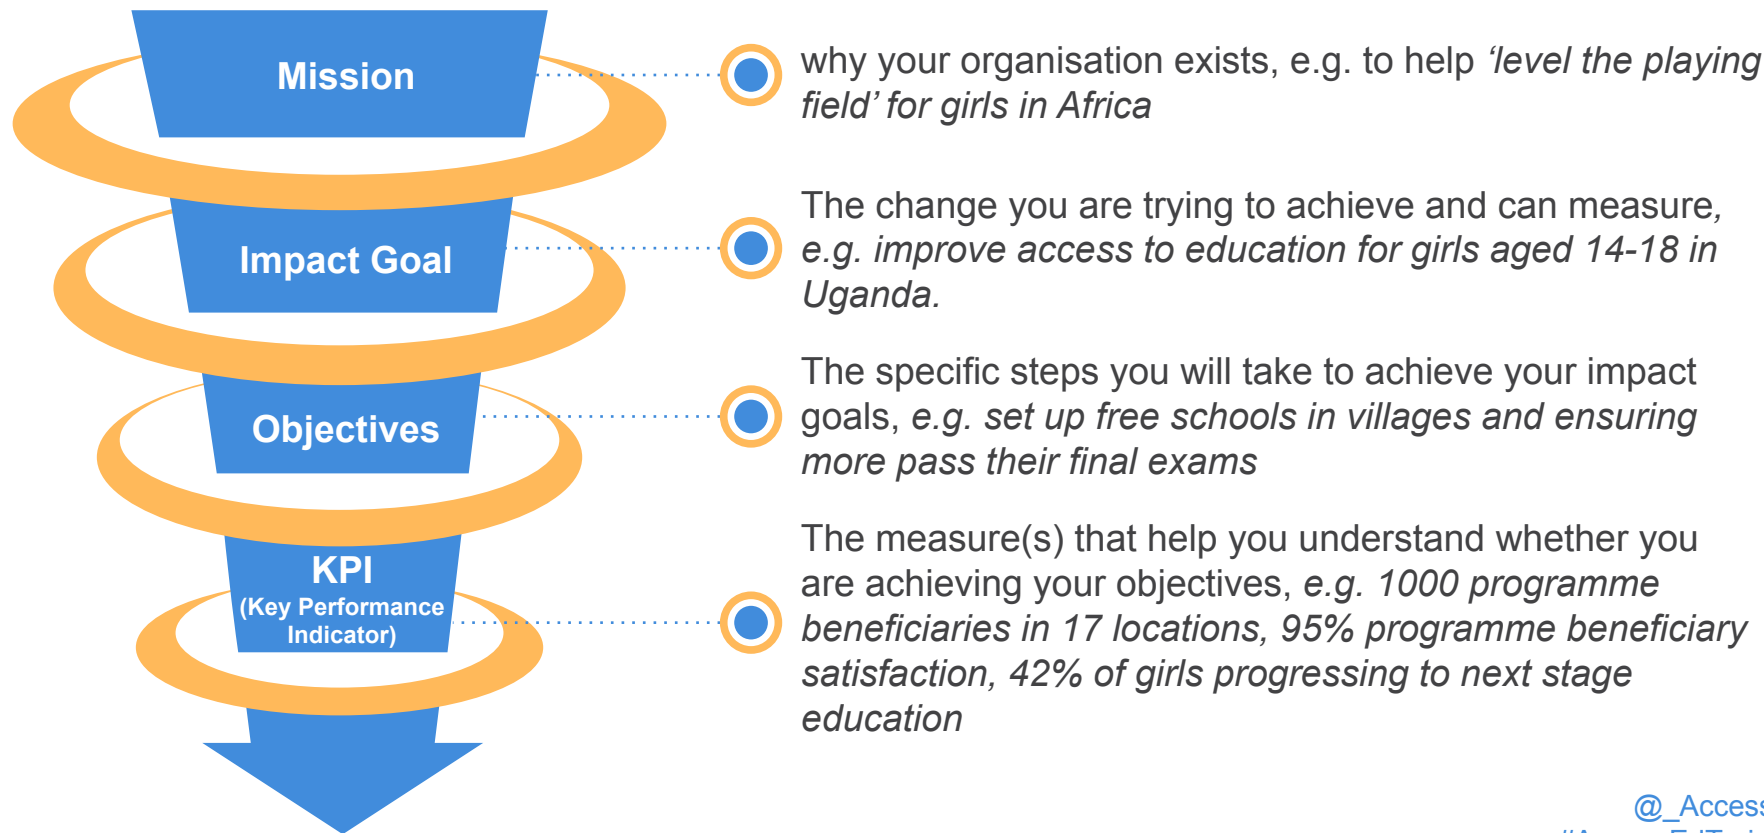 Mission
why your organisation exists, e.g. to help ‘level the playing
field’ for girls in Africa
Impact Goal
The change you are trying to achieve and can measure,
e.g. improve access to education for girls aged 14-18 in
Uganda.
Objectives
The specific steps you will take to achieve your impact
goals, e.g. set up free schools in villages and ensuring
more pass their final exams
KPI
(Key Performance
Indicator)
The measure(s) that help you understand whether you
are achieving your objectives, e.g. 1000 programme
beneficiaries in 17 locations, 95% programme beneficiary
satisfaction, 42% of girls progressing to next stage
education
@_Access